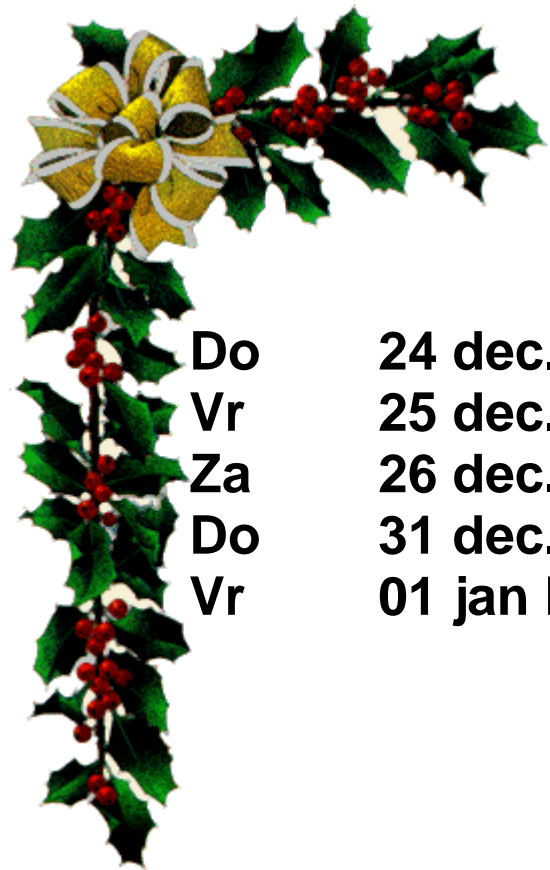 Do 24 dec.
Vr 25 dec.
Za 26 dec.
Do 31 dec.
Vr 01 jan